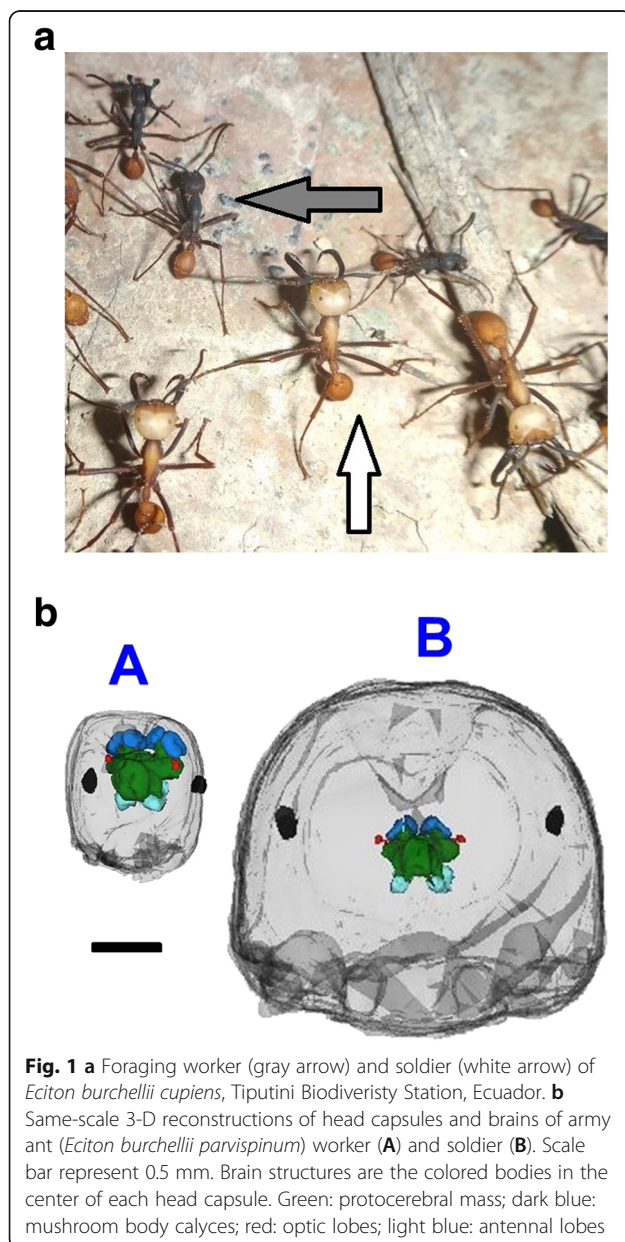 a
b
A
B
Fig. 1 a Foraging worker (gray arrow) and soldier (white arrow) of
Eciton burchellii cupiens, Tiputini Biodiveristy Station, Ecuador. b
Same-scale 3-D reconstructions of head capsules and brains of army
ant (Eciton burchellii parvispinum) worker (A) and soldier (B). Scale
bar represent 0.5 mm. Brain structures are the colored bodies in the
center of each head capsule. Green: protocerebral mass; dark blue:
mushroom body calyces; red: optic lobes; light blue: antennal lobes